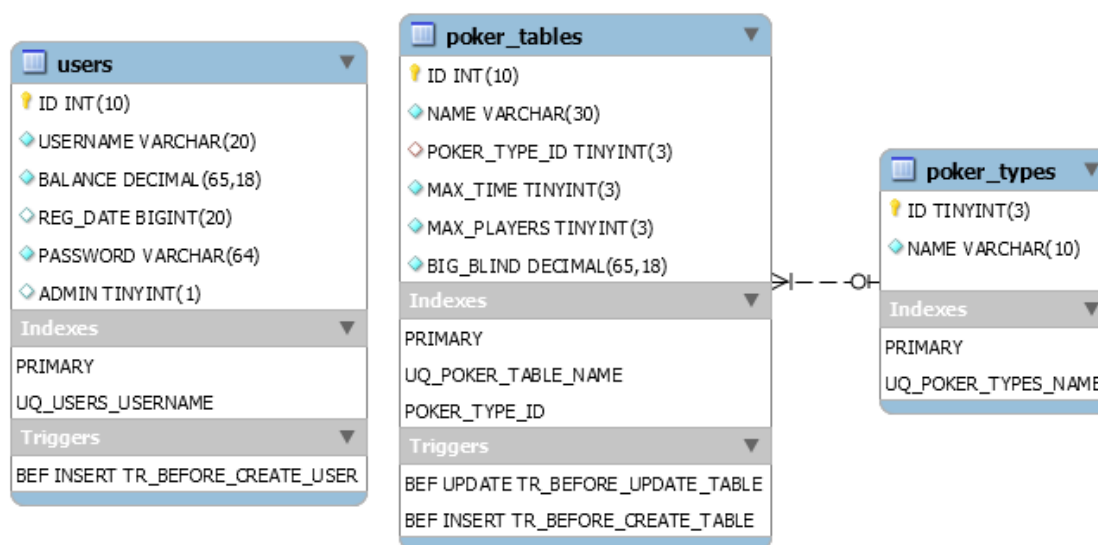 users
ID INT(10)
USERNAME VARCHAR(20)
BALANCE DECIMAL(65,18)
REG_DATE BIGINT(20)
PASSWORD VARCHAR(64)
ADMIN TINYINT(1)
Indexes
PRIMARY
UQ_USERS_USERNAME
Triggers
BEF INSERT TR_BEFORE_CREATE_USER
poker_tables
ID INT(10)
NAME VARCHAR(30)
POKER_TYPE_ID TINYINT(3)
MAX_TIME TINYINT(3)
MAX_PLAYERS TINYINT(3)
BIG_BLIND DECIMAL(65,18)
Indexes
PRIMARY
UQ_POKER_TABLE_NAME
POKER_TYPE_ID
Triggers
BEF UPDATE TR_BEFORE_UPDATE_TABLE
BEF INSERT TR_BEFORE_CREATE_TABLE
poker_types
ID TINYINT(3)
NAME VARCHAR(10)
Indexes
PRIMARY
UQ_POKER_TYPES_NAME